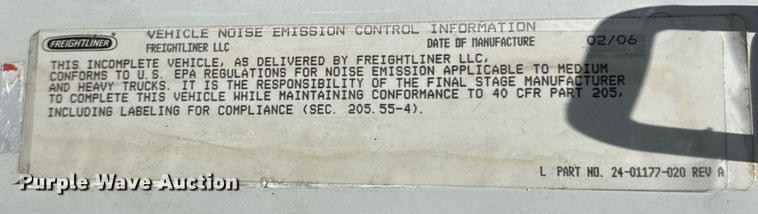 FREIGHTLINER
VEHICLE NOISE EMISSION CONTROL INFORMATION
FREIGHTLINER LLC DATE OF MANUFACTURE 02/06
THIS INCOMPLETE VEHICLE, AS DELIVERED BY FREIGHTLINER LLC,
CONFORMS TO U.S. EPA REGULATIONS FOR NOISE EMISSION APPLICABLE TO MEDIUM
AND HEAVY TRUCKS. IT IS THE RESPONSIBILITY OF THE FINAL STAGE MANUFACTURER
TO COMPLETE THIS VEHICLE WHILE MAINTAINING CONFORMANCE TO 40 CFR PART 205,
INCLUDING LABELING FOR COMPLIANCE (SEC. 205.55-4).
L PART NO. 24-01177-020 REV A
Purple Wave Auction